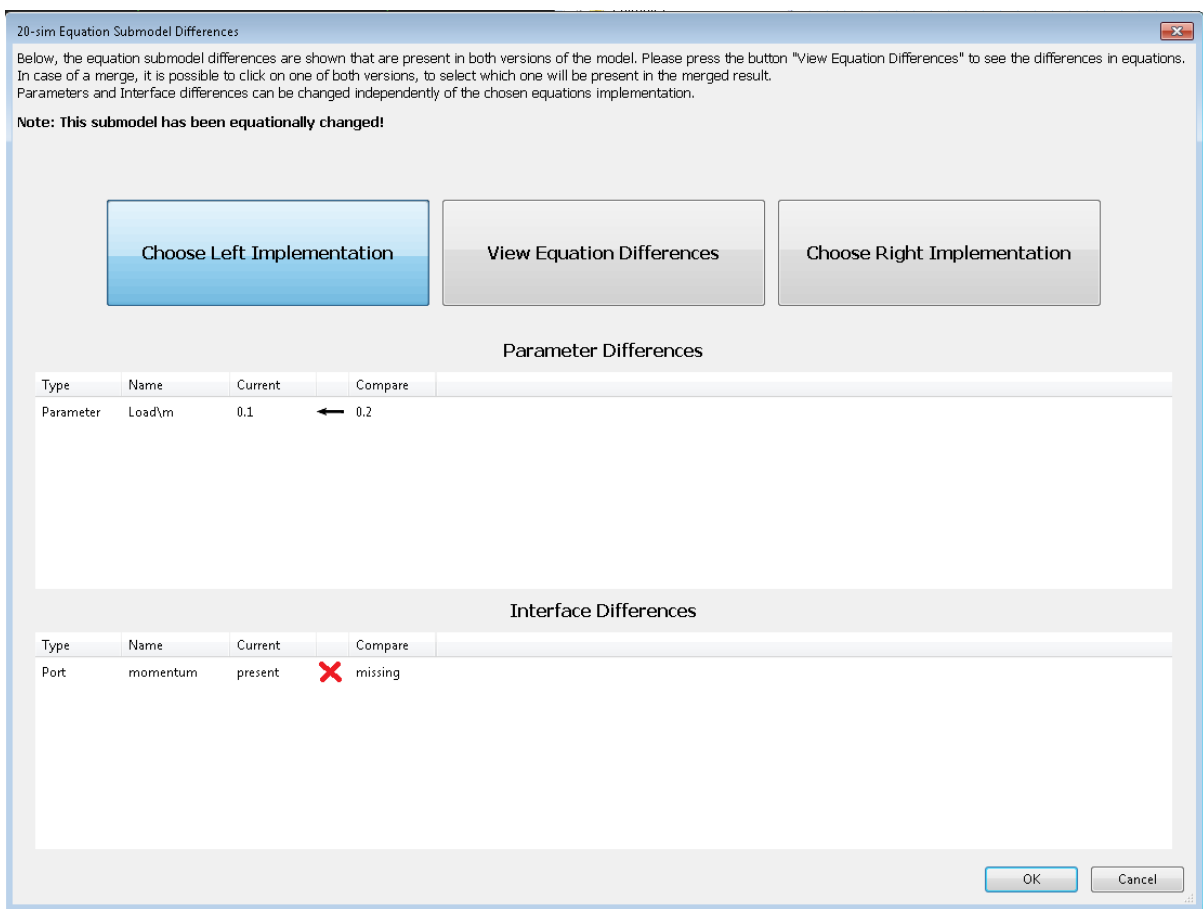 20-sim Equation Submodel Differences
Below, the equation submodel differences are shown that are present in both versions of the model. Please press the button "View Equation Differences" to see the differences in equations.
In case of a merge, it is possible to click on one of both versions, to select which one will be present in the merged result.
Parameters and Interface differences can be changed independently of the chosen equations implementation.
Note: This submodel has been equationally changed!
Choose Left Implementation View Equation Differences Choose Right Implementation
Parameter Differences
Type Name Current Compare
Parameter Load\m 0.1 0.2
Interface Differences
Type Name Current Compare
Port momentum present missing
OK Cancel